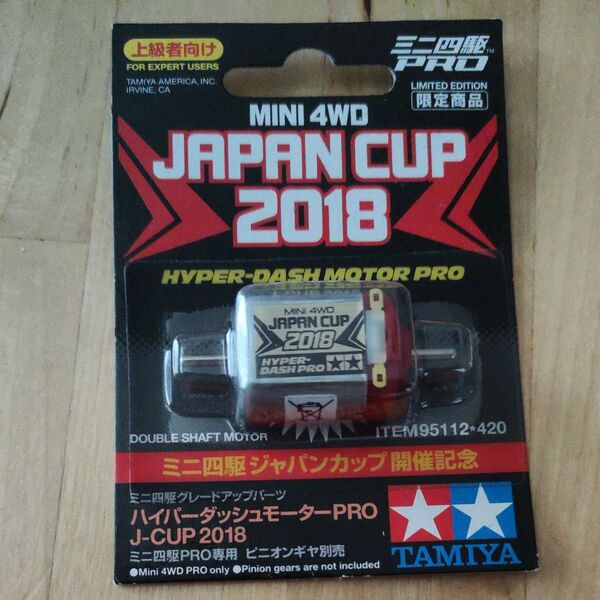 上級者向け
FOR EXPERT USERS
TAMIYA AMERICA, INC.
IRVINE, CA
ミニ四駆™
PRO
LIMITED EDITION
限定商品
MINI 4WD
JAPAN CUP
2018
HYPER-DASH MOTOR PRO
MINI 4WD
JAPAN CUP
2018
HYPER-
DASH PRO
DOUBLE SHAFT MOTOR
ITEM95112*420
ミニ四駆ジャパンカップ開催記念
ミニ四駆グレードアップパーツ
ハイパーダッシュモーターPRO
J-CUP 2018
ミニ四駆PRO専用 ピニオンギヤ別売
●Mini 4WD PRO only ●Pinion gears are not included
TAMIYA